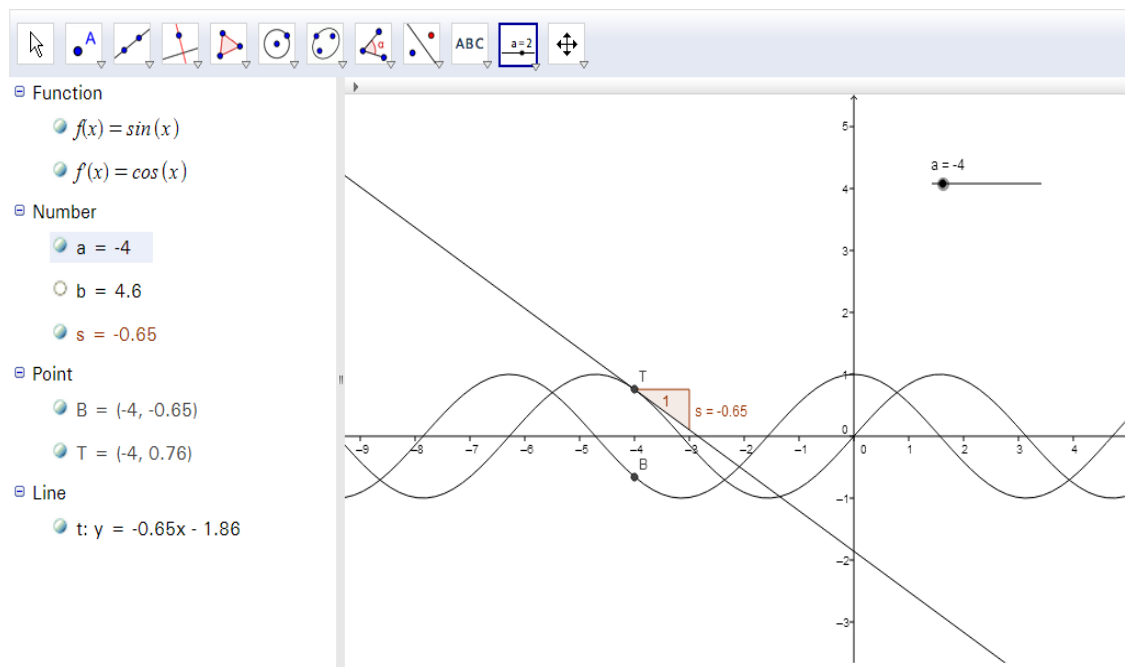 A
α
ABC
a=2
Function
f(x) = sin(x)
f'(x) = cos(x)
Number
a = -4
b = 4.6
s = -0.65
Point
B = (-4, -0.65)
T = (-4, 0.76)
Line
t: y = -0.65x - 1.86
5
a = -4
4
3
2
1
T
1
s = -0.65
0
-9 -8 -7 -6 -5 -4 -3 -2 -1 0 1 2 3 4
B
-1
-2
-3